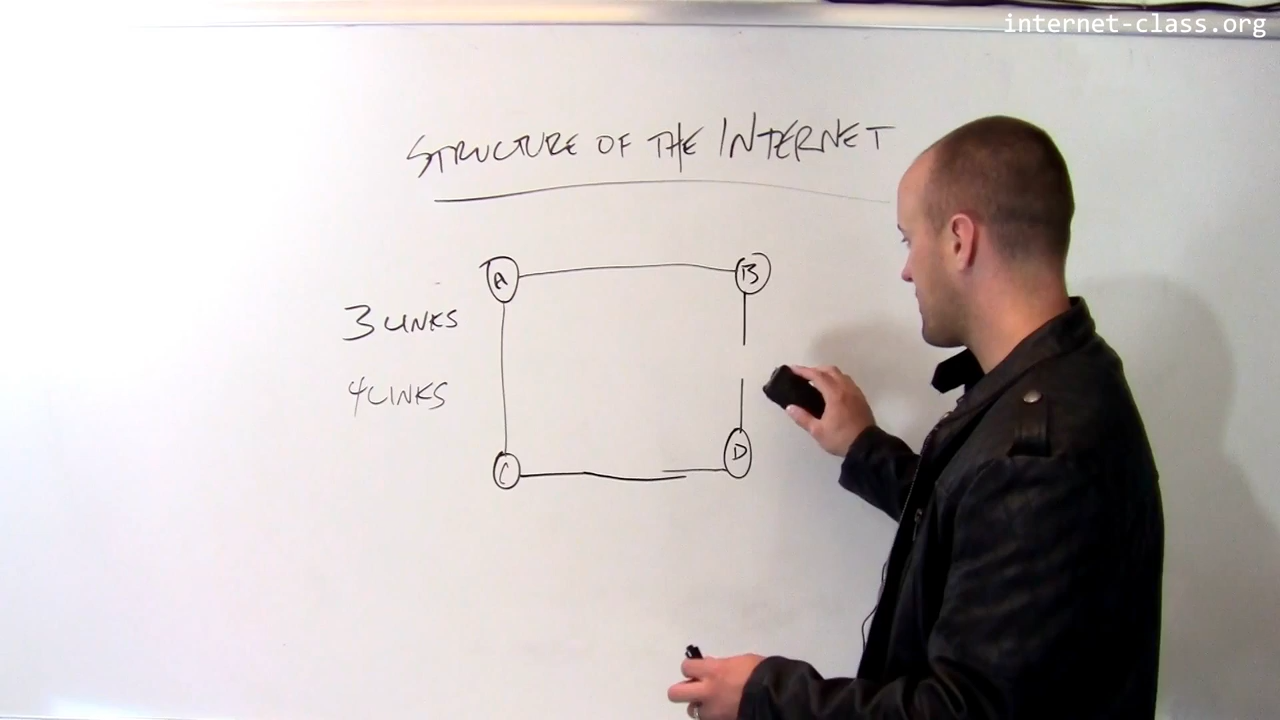 internet-class.org
STRUCTURE OF THE INTERNET
A
B
3 LINKS
4 LINKS
C
D